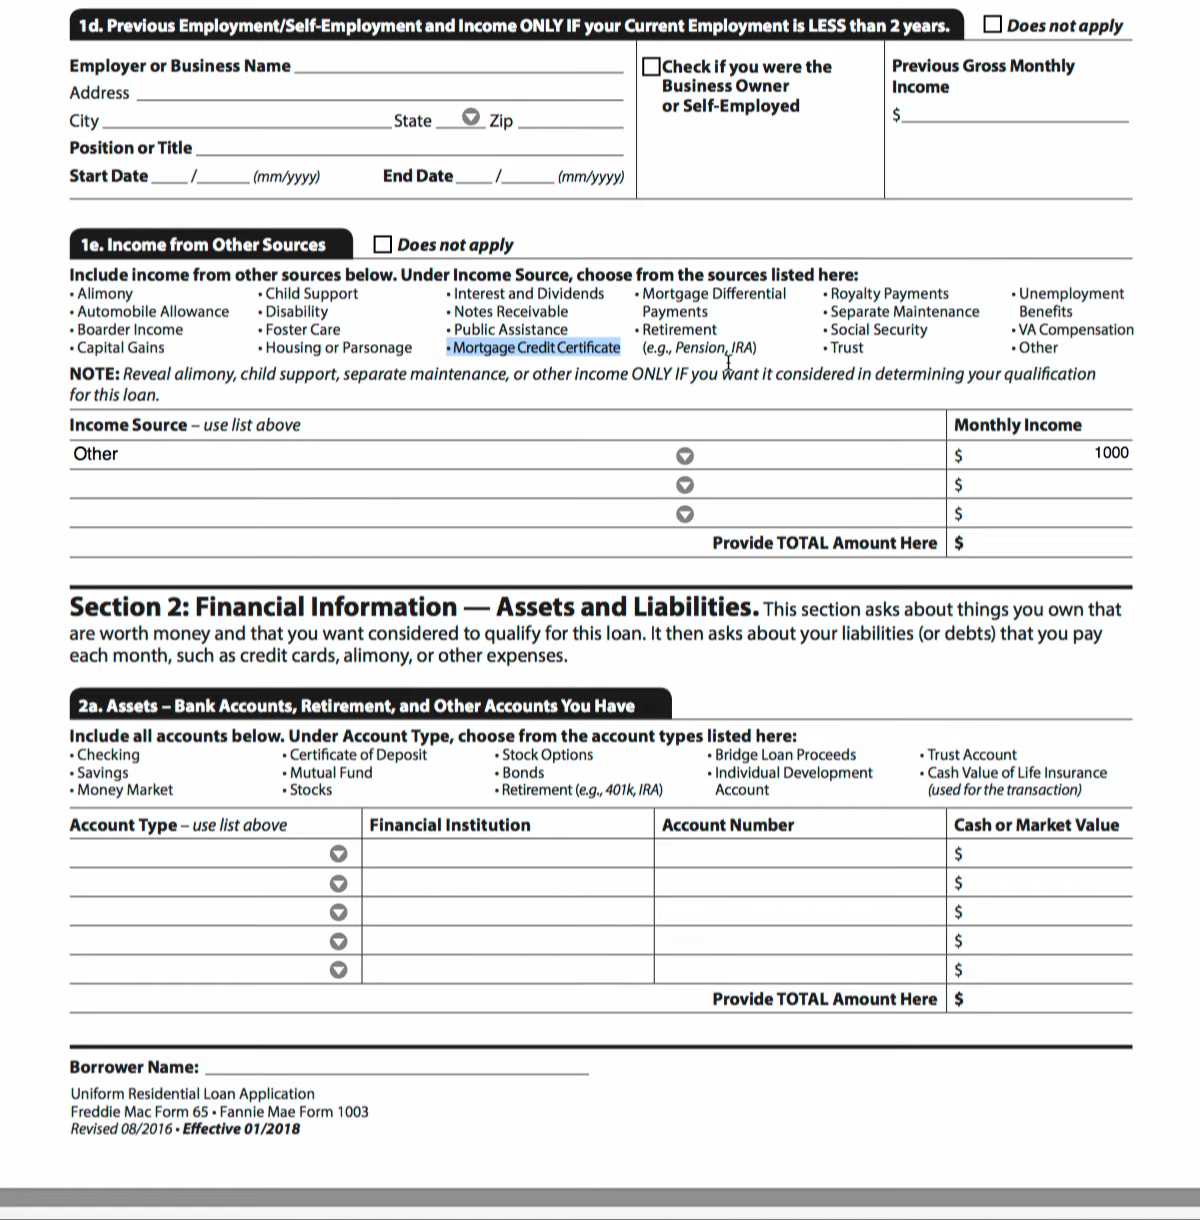 1d. Previous Employment/Self-Employment and Income ONLY IF your Current Employment is LESS than 2 years. Does not apply
Employer or Business Name
Address
City State Zip
Position or Title
Start Date / (mm/yyyy) End Date / (mm/yyyy)
Check if you were the
Business Owner
or Self-Employed
Previous Gross Monthly
Income
$
1e. Income from Other Sources Does not apply
Include income from other sources below. Under Income Source, choose from the sources listed here:
• Alimony
• Automobile Allowance
• Boarder Income
• Capital Gains
• Child Support
• Disability
• Foster Care
• Housing or Parsonage
• Interest and Dividends
• Notes Receivable
• Public Assistance
• Mortgage Credit Certificate
• Mortgage Differential
Payments
• Retirement
(e.g., Pension, IRA)
• Royalty Payments
• Separate Maintenance
• Social Security
• Trust
• Unemployment
Benefits
• VA Compensation
• Other
NOTE: Reveal alimony, child support, separate maintenance, or other income ONLY IF you want it considered in determining your qualification
for this loan.
Income Source – use list above Monthly Income
Other $ 1000
$
$
Provide TOTAL Amount Here $
Section 2: Financial Information — Assets and Liabilities. This section asks about things you own that
are worth money and that you want considered to qualify for this loan. It then asks about your liabilities (or debts) that you pay
each month, such as credit cards, alimony, or other expenses.
2a. Assets – Bank Accounts, Retirement, and Other Accounts You Have
Include all accounts below. Under Account Type, choose from the account types listed here:
• Checking
• Savings
• Money Market
• Certificate of Deposit
• Mutual Fund
• Stocks
• Stock Options
• Bonds
• Retirement (e.g., 401k, IRA)
• Bridge Loan Proceeds
• Individual Development
Account
• Trust Account
• Cash Value of Life Insurance
(used for the transaction)
Account Type – use list above Financial Institution Account Number Cash or Market Value
$
$
$
$
$
Provide TOTAL Amount Here $
Borrower Name:
Uniform Residential Loan Application
Freddie Mac Form 65 • Fannie Mae Form 1003
Revised 08/2016 • Effective 01/2018